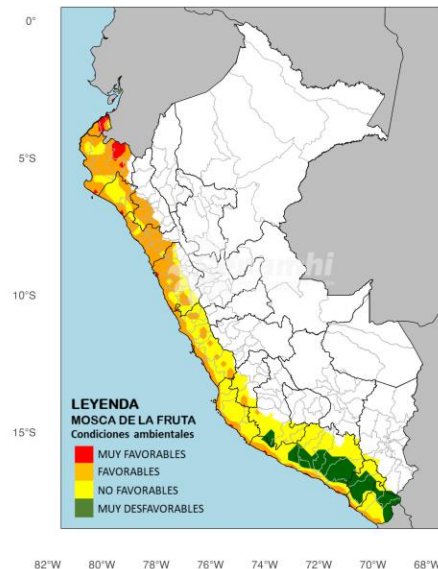 0°
5°S
10°S
15°S
senamhi
LEYENDA
MOSCA DE LA FRUTA
Condiciones ambientales
MUY FAVORABLES
FAVORABLES
NO FAVORABLES
MUY DESFAVORABLES
82°W 80°W 78°W 76°W 74°W 72°W 70°W 68°W